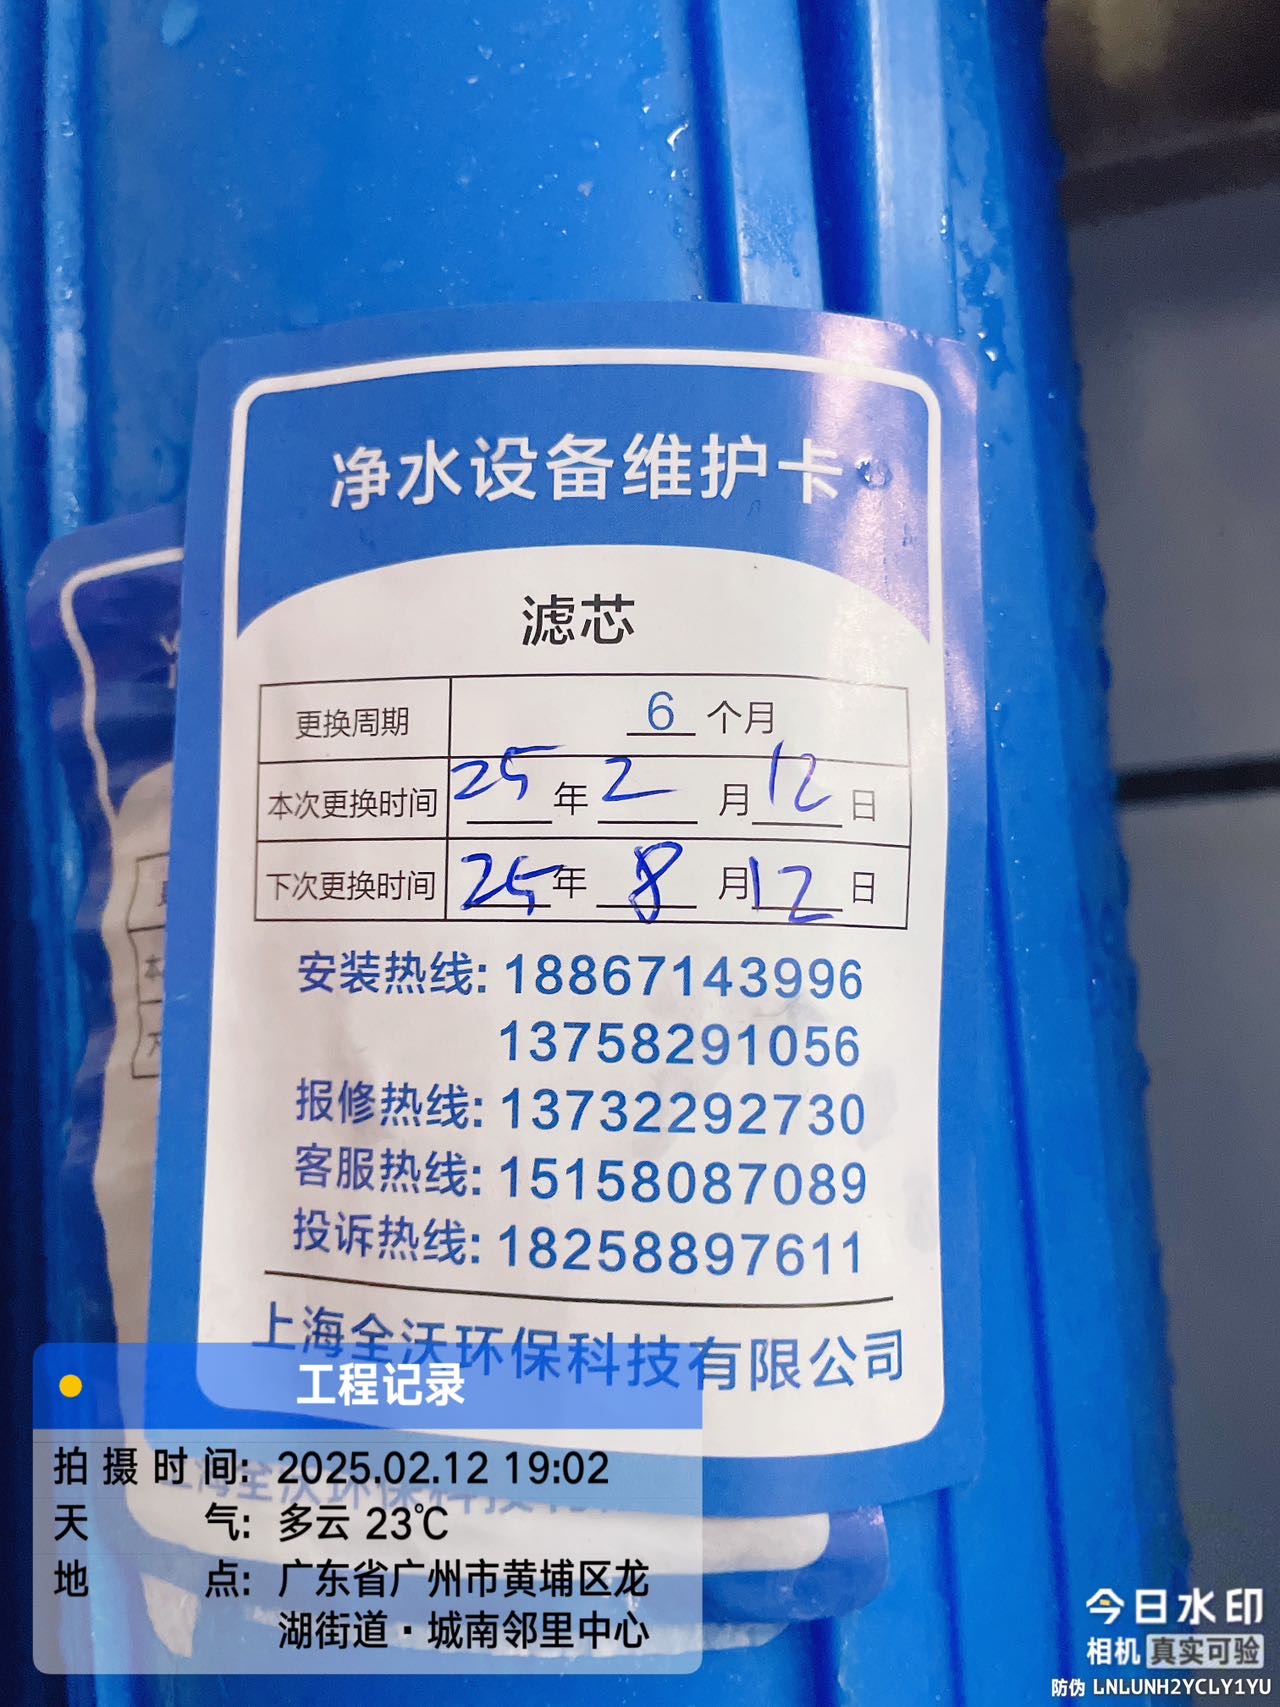 净水设备维护卡
滤芯
更换周期 6 个月
本次更换时间 25 年 2 月 12 日
下次更换时间 25 年 8 月 12 日
安装热线: 18867143996
13758291056
报修热线: 13732292730
客服热线: 15158087089
投诉热线: 18258897611
上海全沃环保科技有限公司
工程记录
拍摄时间: 2025.02.12 19:02
天气: 多云 23℃
地点: 广东省广州市黄埔区龙
湖街道·城南邻里中心
今日水印
相机 真实可验
防伪 LNLUNH2YCLY1YU